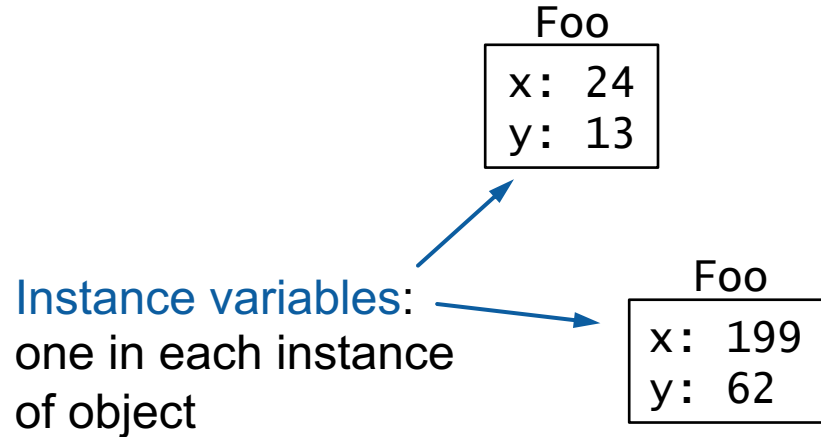 Foo
x: 24
y: 13
Instance variables:
one in each instance
of object
Foo
x: 199
y: 62